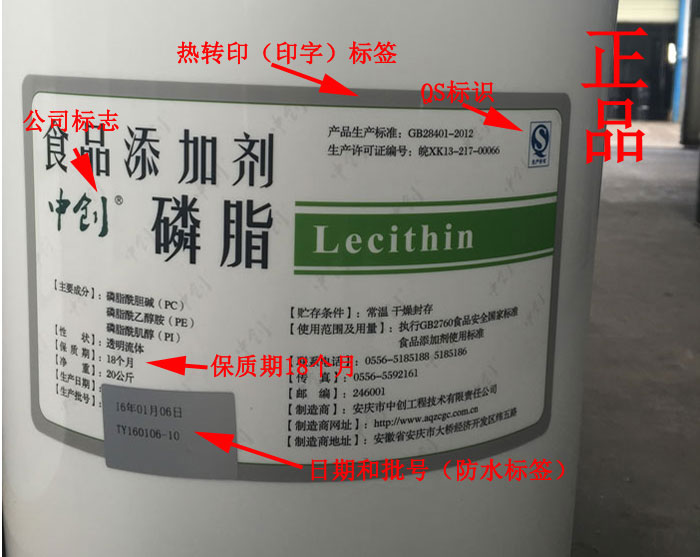 热转印（印字）标签
正品
QS标识
公司标志
食品添加剂
产品生产标准：GB28401-2012
生产许可证编号：皖XK13-217-00066
中创®
磷脂
Lecithin
【主要成分】：磷脂酰胆碱（PC）
磷脂酰乙醇胺（PE）
磷脂酰肌醇（PI）
【性 状】：透明流体
【保 质 期】：18个月
【净 重】：20公斤
【生产日期】
【生产批号】：
16年01月06日
TY160106-10
保质期18个月
【贮存条件】：常温 干燥封存
【使用范围及用量】：执行GB2760食品安全国家标准
食品添加剂使用标准
【联系电话】：0556-5185188 5185186
【传 真】：0556-5592161
【邮 编】：246001
【制造商】：安庆市中创工程技术有限责任公司
【制造商网址】：http://www.aqzcgc.com.cn
【制造商地址】：安徽省安庆市大桥经济开发区纬五路
日期和批号（防水标签）